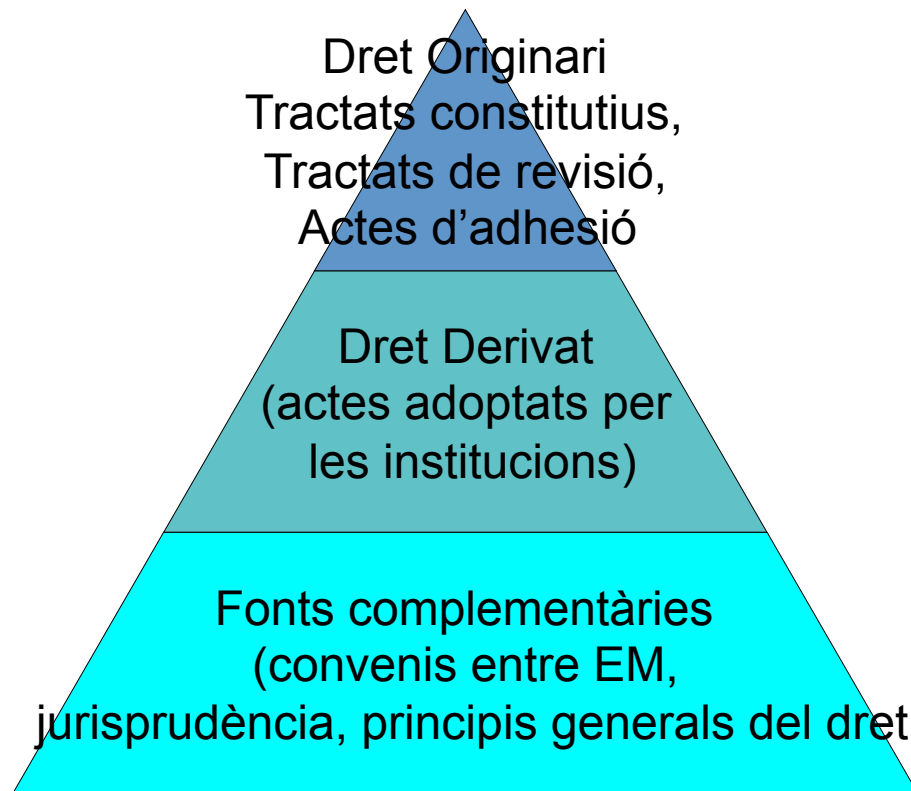 Dret Originari
Tractats constitutius,
Tractats de revisió,
Actes d’adhesió
Dret Derivat
(actes adoptats per
les institucions)
Fonts complementàries
(convenis entre EM,
jurisprudència, principis generals del dret